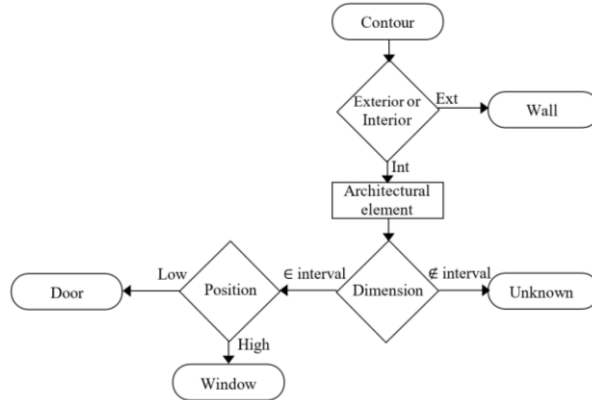 Contour
Exterior or
Interior
Ext
Wall
Int
Architectural
element
Low
Position
∈ interval
Dimension
∉ interval
Door
Unknown
High
Window